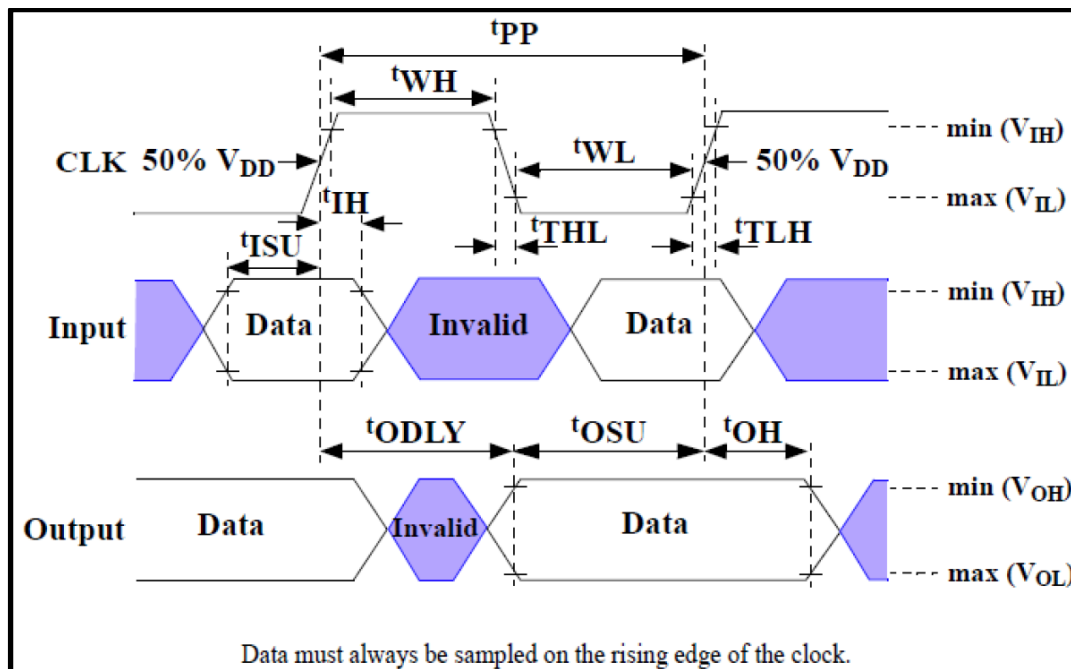 tPP
tWH
min (VIH)
CLK 50% VDD
tWL
50% VDD
tIH
max (VIL)
tISU
tTHL
tTLH
min (VIH)
Input
Data
Invalid
Data
max (VIL)
tODLY
tOSU
tOH
min (VOH)
Output
Data
Invalid
Data
max (VOL)
Data must always be sampled on the rising edge of the clock.